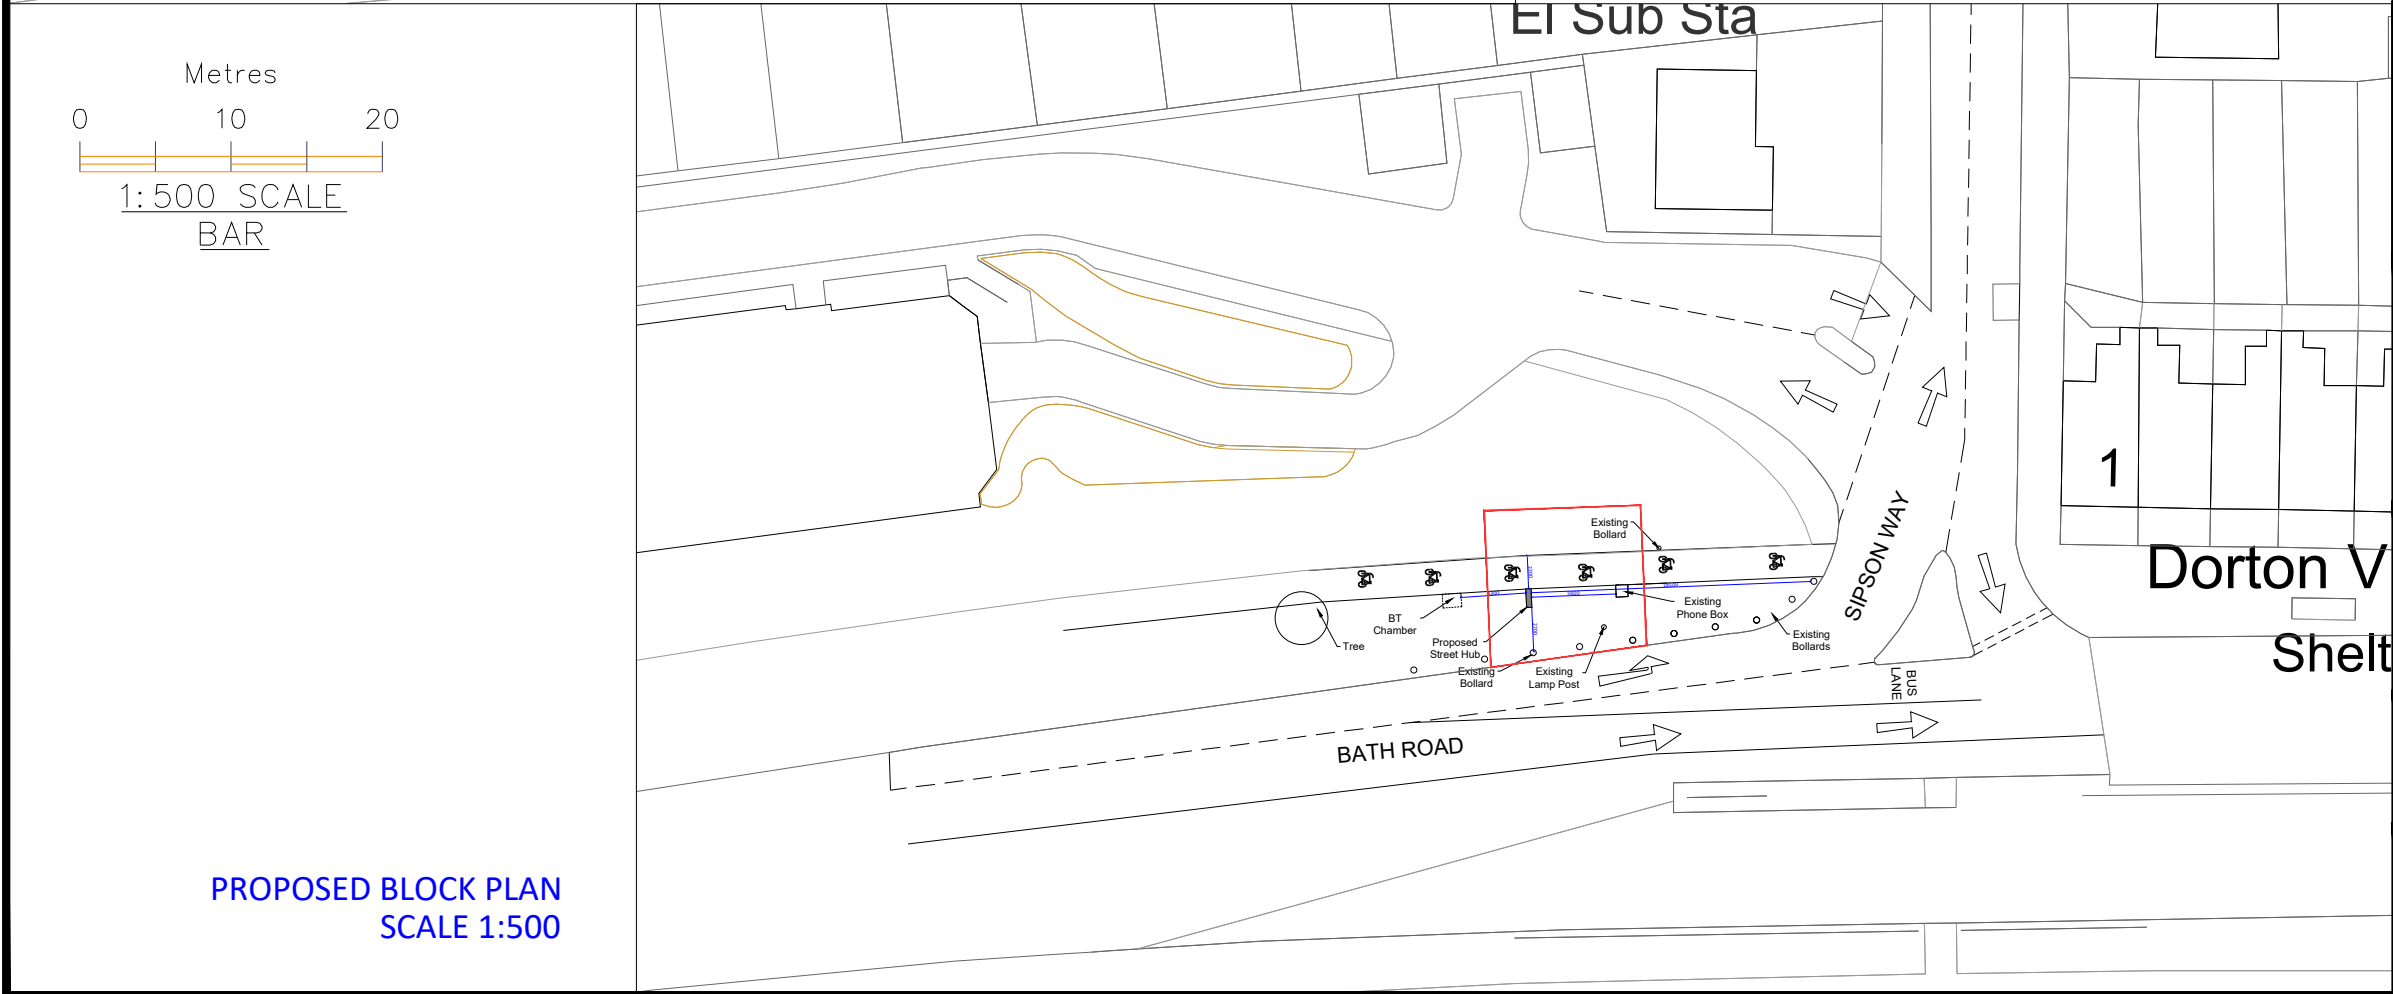 El Sub Sta
Metres
0 10 20
1:500 SCALE
BAR
Existing
Bollard
SIPSON WAY
1
Dorton V
Shelt
BT
Chamber
Existing
Phone Box
Tree
Proposed
Street Hub
Existing
Bollards
Existing
Bollard
Existing
Lamp Post
BUS
LANE
BATH ROAD
PROPOSED BLOCK PLAN
SCALE 1:500